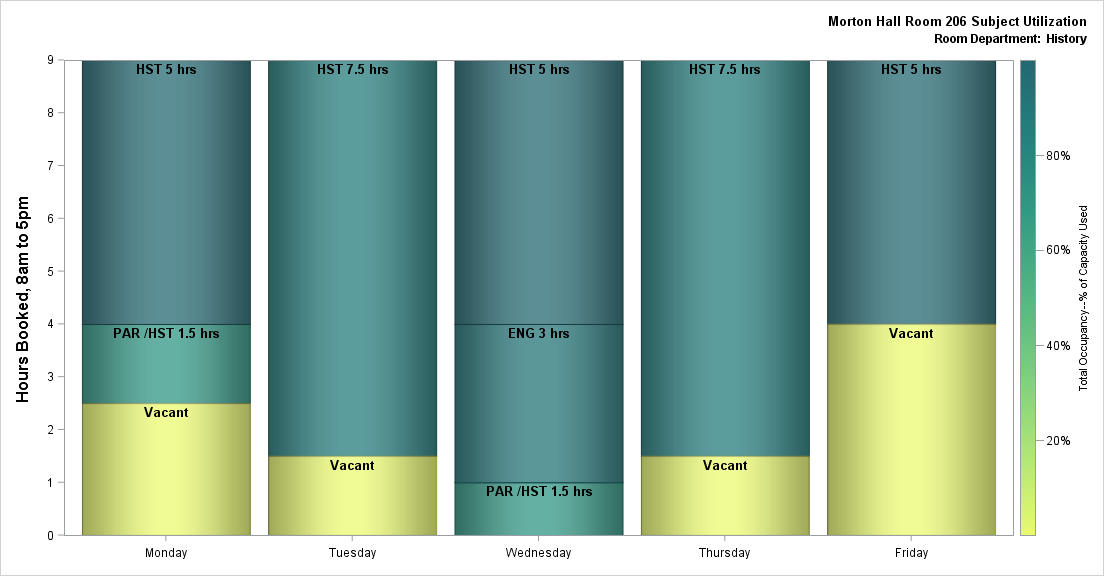 Morton Hall Room 206 Subject Utilization
Room Department: History
Hours Booked, 8am to 5pm
9
8
7
6
5
4
3
2
1
0
HST 5 hrs
PAR /HST 1.5 hrs
Vacant
HST 7.5 hrs
Vacant
HST 5 hrs
ENG 3 hrs
PAR /HST 1.5 hrs
HST 7.5 hrs
Vacant
HST 5 hrs
Vacant
Monday
Tuesday
Wednesday
Thursday
Friday
80%
60%
40%
20%
Total Occupancy--% of Capacity Used